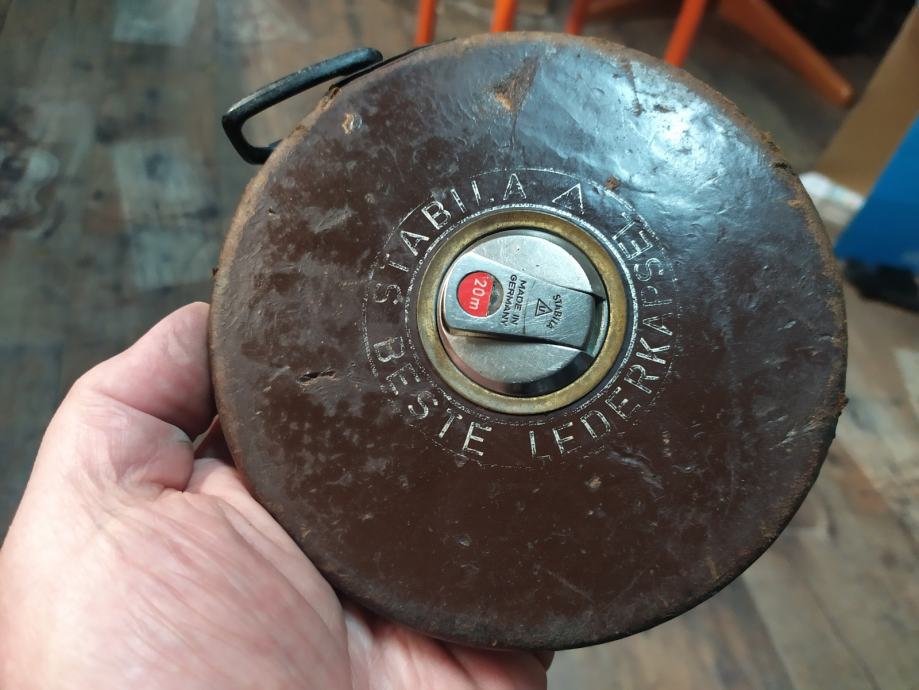 STABILA
BESTE LEDERKAPSEL
20m
MADE IN
GERMANY
STABILA